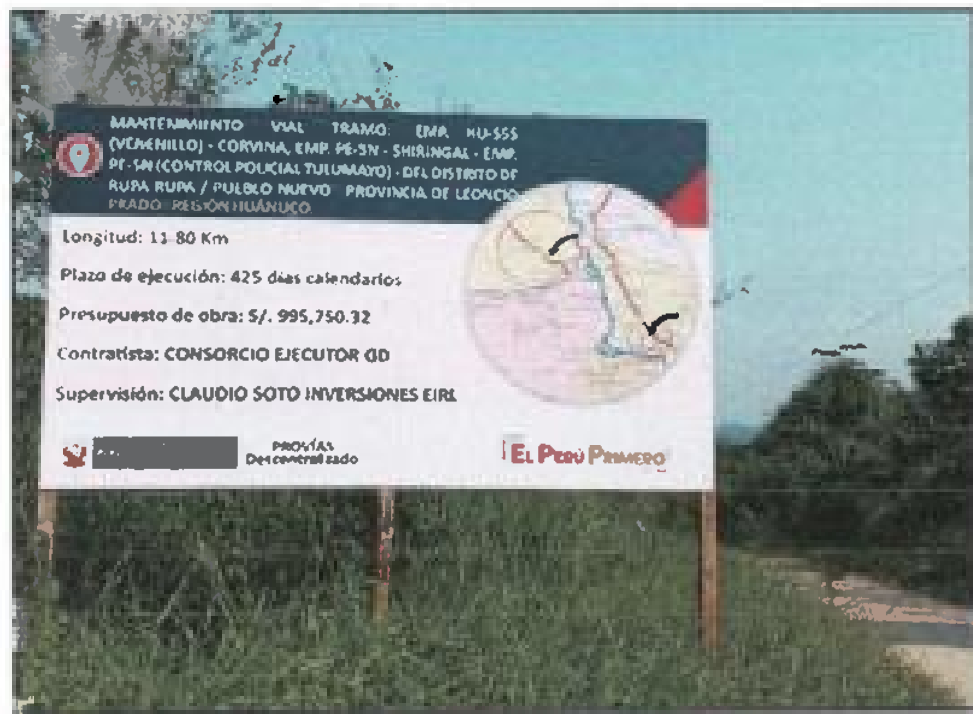 MANTENIMIENTO VIAL TRAMO: EMP. HU-555
(VENENILLO) - CORVINA, EMP. PE-5N - SHIRINGAL - EMP.
PE-5N (CONTROL POLICIAL TULUMAYO) - DEL DISTRITO DE
RUPA RUPA / PUEBLO NUEVO PROVINCIA DE LEONCIO
PRADO REGIÓN HUÁNUCO
Longitud: 11.80 Km
Plazo de ejecución: 425 días calendarios
Presupuesto de obra: S/. 995,750.32
Contratista: CONSORCIO EJECUTOR
Supervisión: CLAUDIO SOTO INVERSIONES EIRL
PROVÍAS
Descentralizado
EL PERÚ PRIMERO